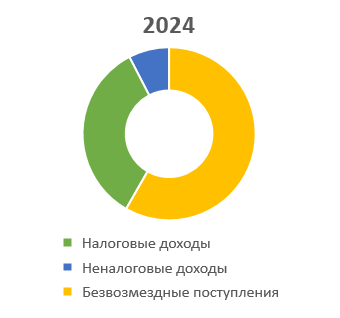 2024
Налоговые доходы
Неналоговые доходы
Безвозмездные поступления